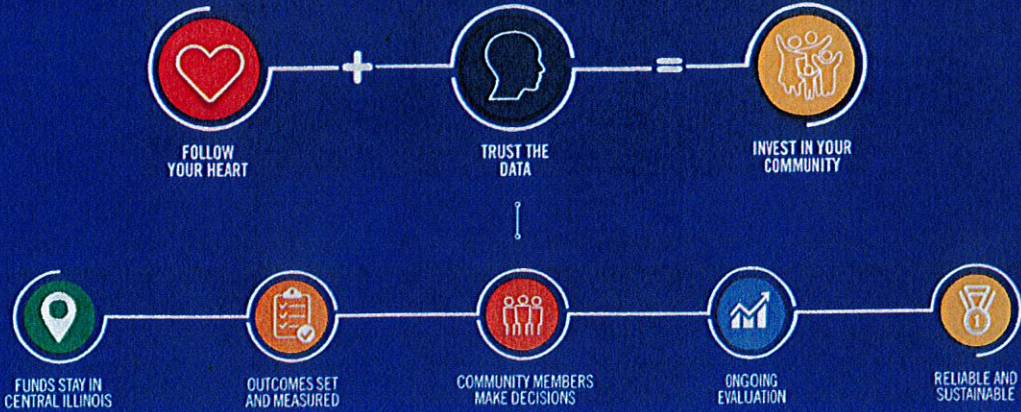 +
=
FOLLOW
YOUR HEART
TRUST THE
DATA
INVEST IN YOUR
COMMUNITY
1
FUNDS STAY IN
CENTRAL ILLINOIS
OUTCOMES SET
AND MEASURED
COMMUNITY MEMBERS
MAKE DECISIONS
ONGOING
EVALUATION
RELIABLE AND
SUSTAINABLE